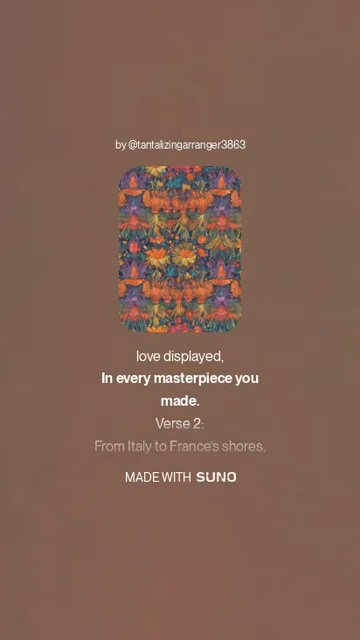 by @tantalizingarranger3863
love displayed,
In every masterpiece you
made.
Verse 2:
From Italy to France's shores,
MADE WITH SUNO